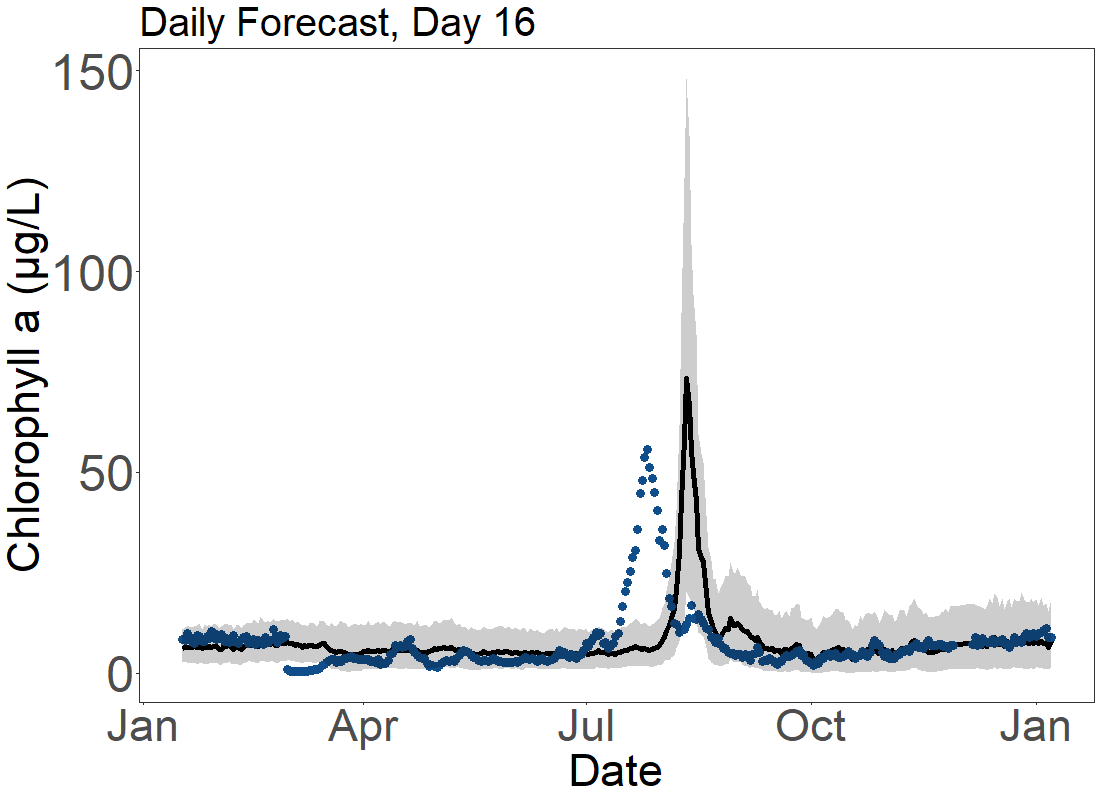 Daily Forecast, Day 16
Chlorophyll a (µg/L)
150
100
50
0
Jan Apr Jul Oct Jan
Date